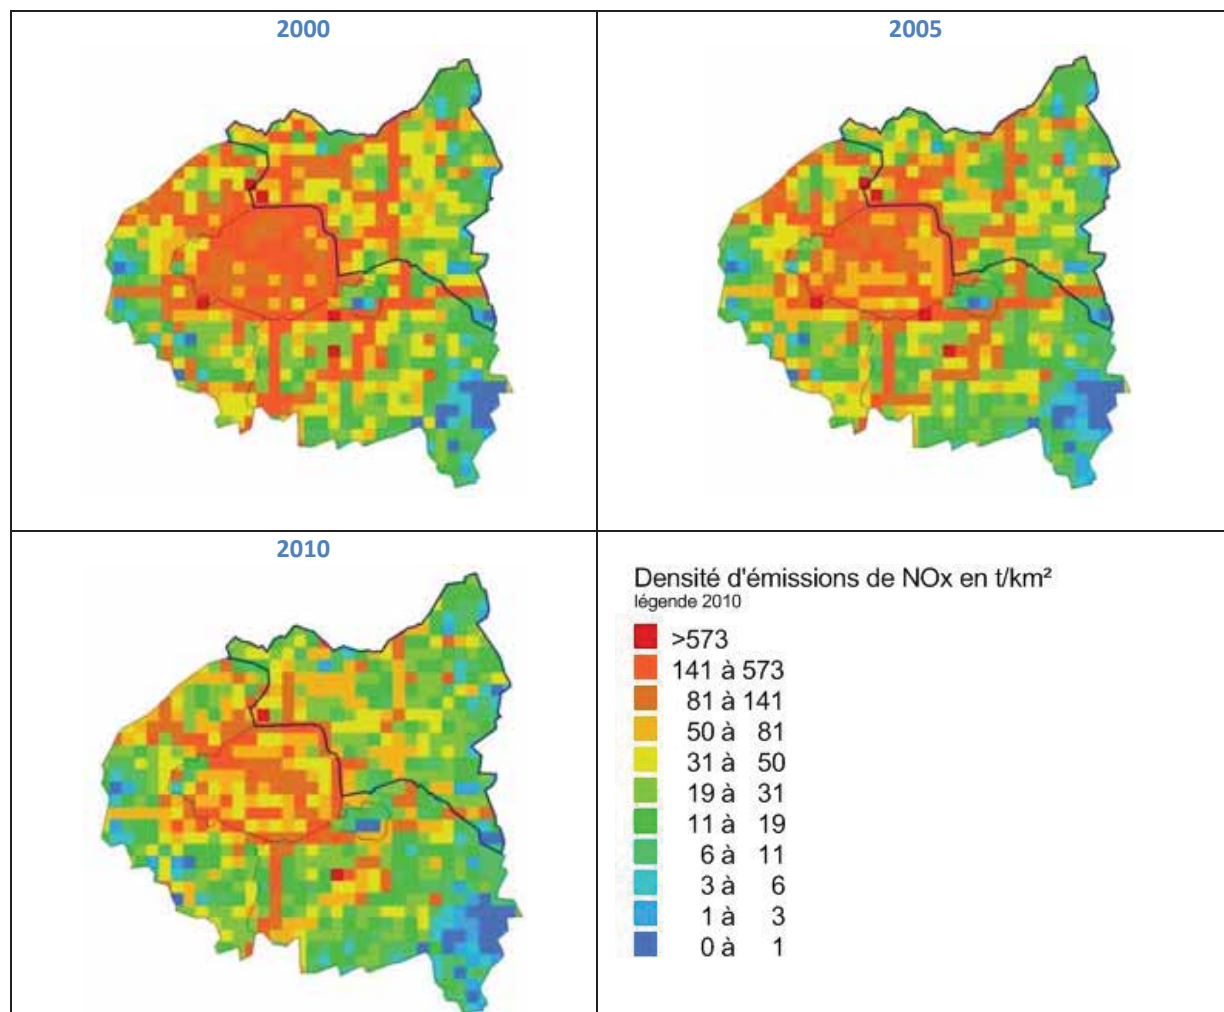 2000
2005
2010
Densité d'émissions de NOx en t/km²
légende 2010
>573
141 à 573
81 à 141
50 à 81
31 à 50
19 à 31
11 à 19
6 à 11
3 à 6
1 à 3
0 à 1